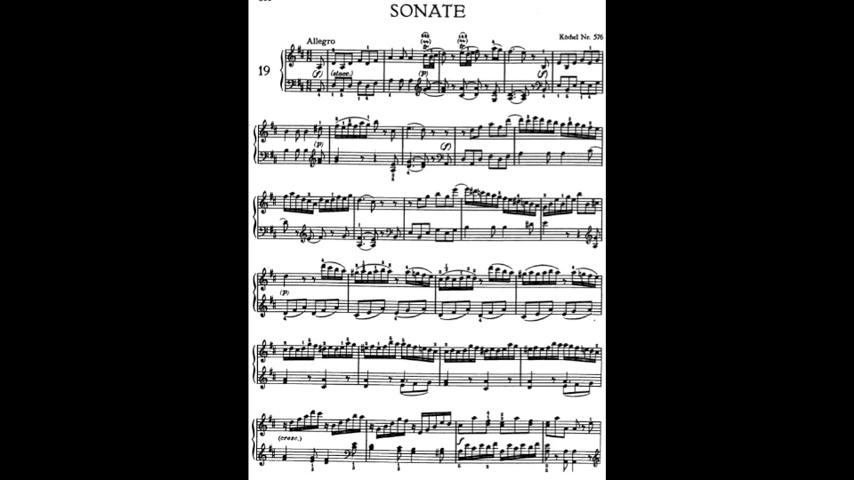 SONATE
Allegro
Köchel Nr. 576
19
(stacc.)
(p)
(p)
(p)
(cresc.)
f